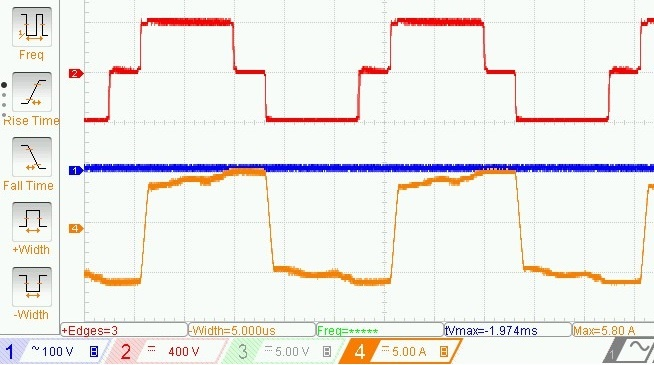 Freq
Rise Time
Fall Time
+Width
-Width
2
1
4
+Edges=3
-Width=5.000us
Freq=*****
tVmax=-1.974ms
Max=5.80 A
1 ~ 100 V B
2 400 V
3 5.00 V B
4 5.00 A B
1